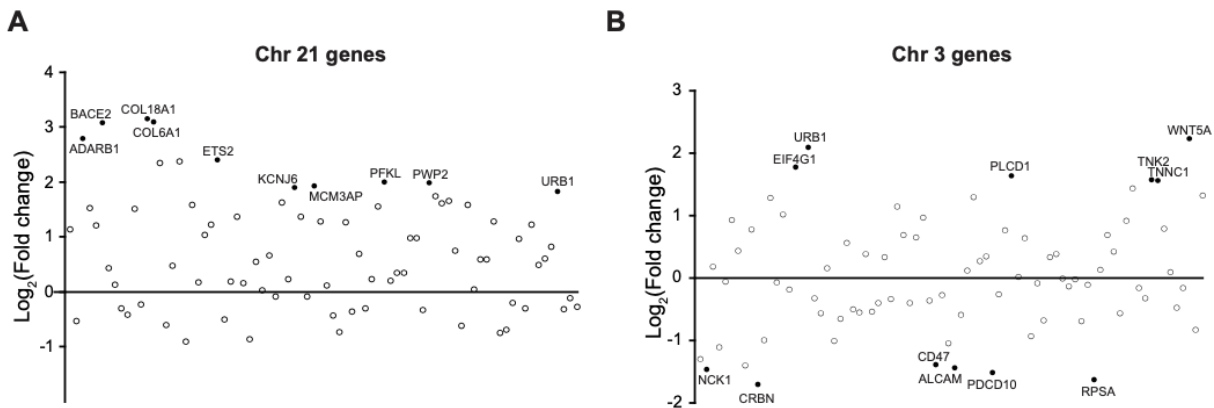 A
Chr 21 genes
Log2(Fold change)
4
3
2
1
0
-1
BACE2
ADARB1
COL18A1
COL6A1
ETS2
KCNJ6
MCM3AP
PFKL
PWP2
URB1
B
Chr 3 genes
Log2(Fold change)
3
2
1
0
-1
-2
NCK1
CRBN
EIF4G1
URB1
CD47
ALCAM
PDCD10
PLCD1
RPSA
TNK2
TNNC1
WNT5A